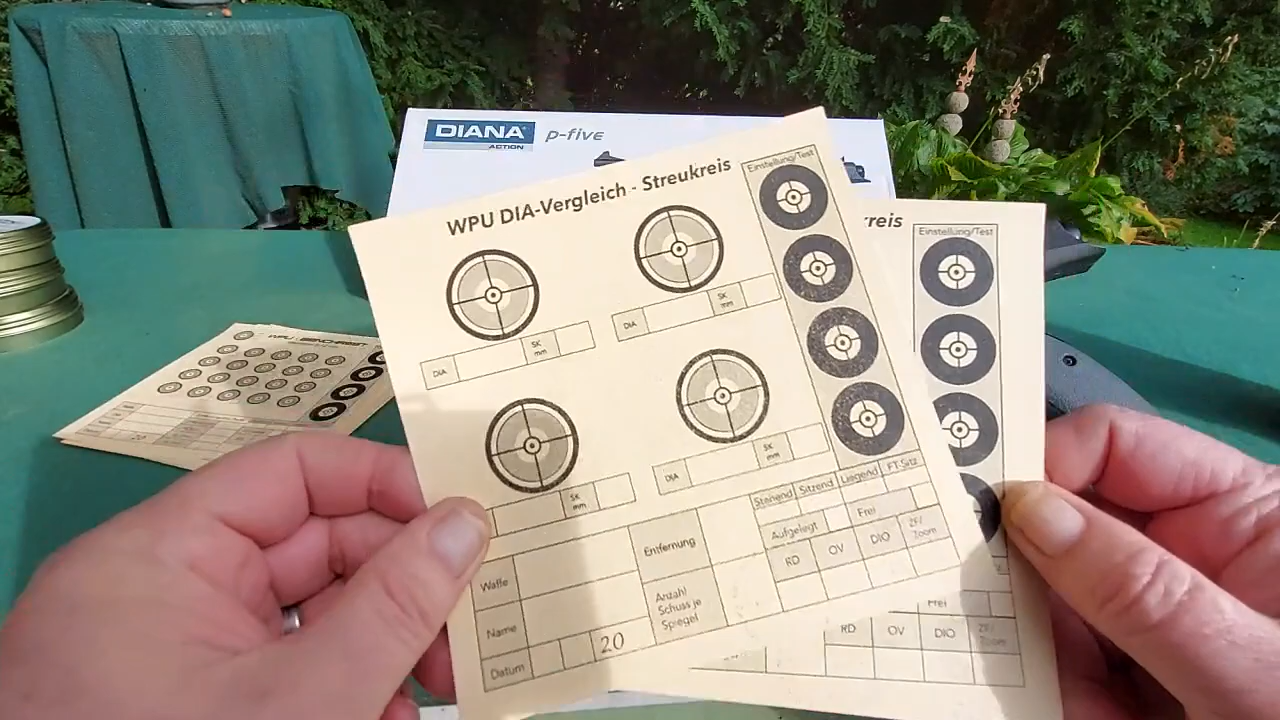 DIANA
ACTION
p-five
WPU DIA-Vergleich - Streukreis
Einstellung/Test
DIA
SK
mm
DIA
SK
mm
SK
mm
DIA
SK
mm
Waffe
Name
Datum
20
Entfernung
Anzahl
Schuss je
Spiegel
Stehend
Sitzend
Liegend
FT-Sitz
Aufgelegt
Frei
RD
OV
DIO
ZF/
Zoom
reis
Einstellung/Test
Frei
RD
OV
DIO
ZF/
Zoom
WPU
20